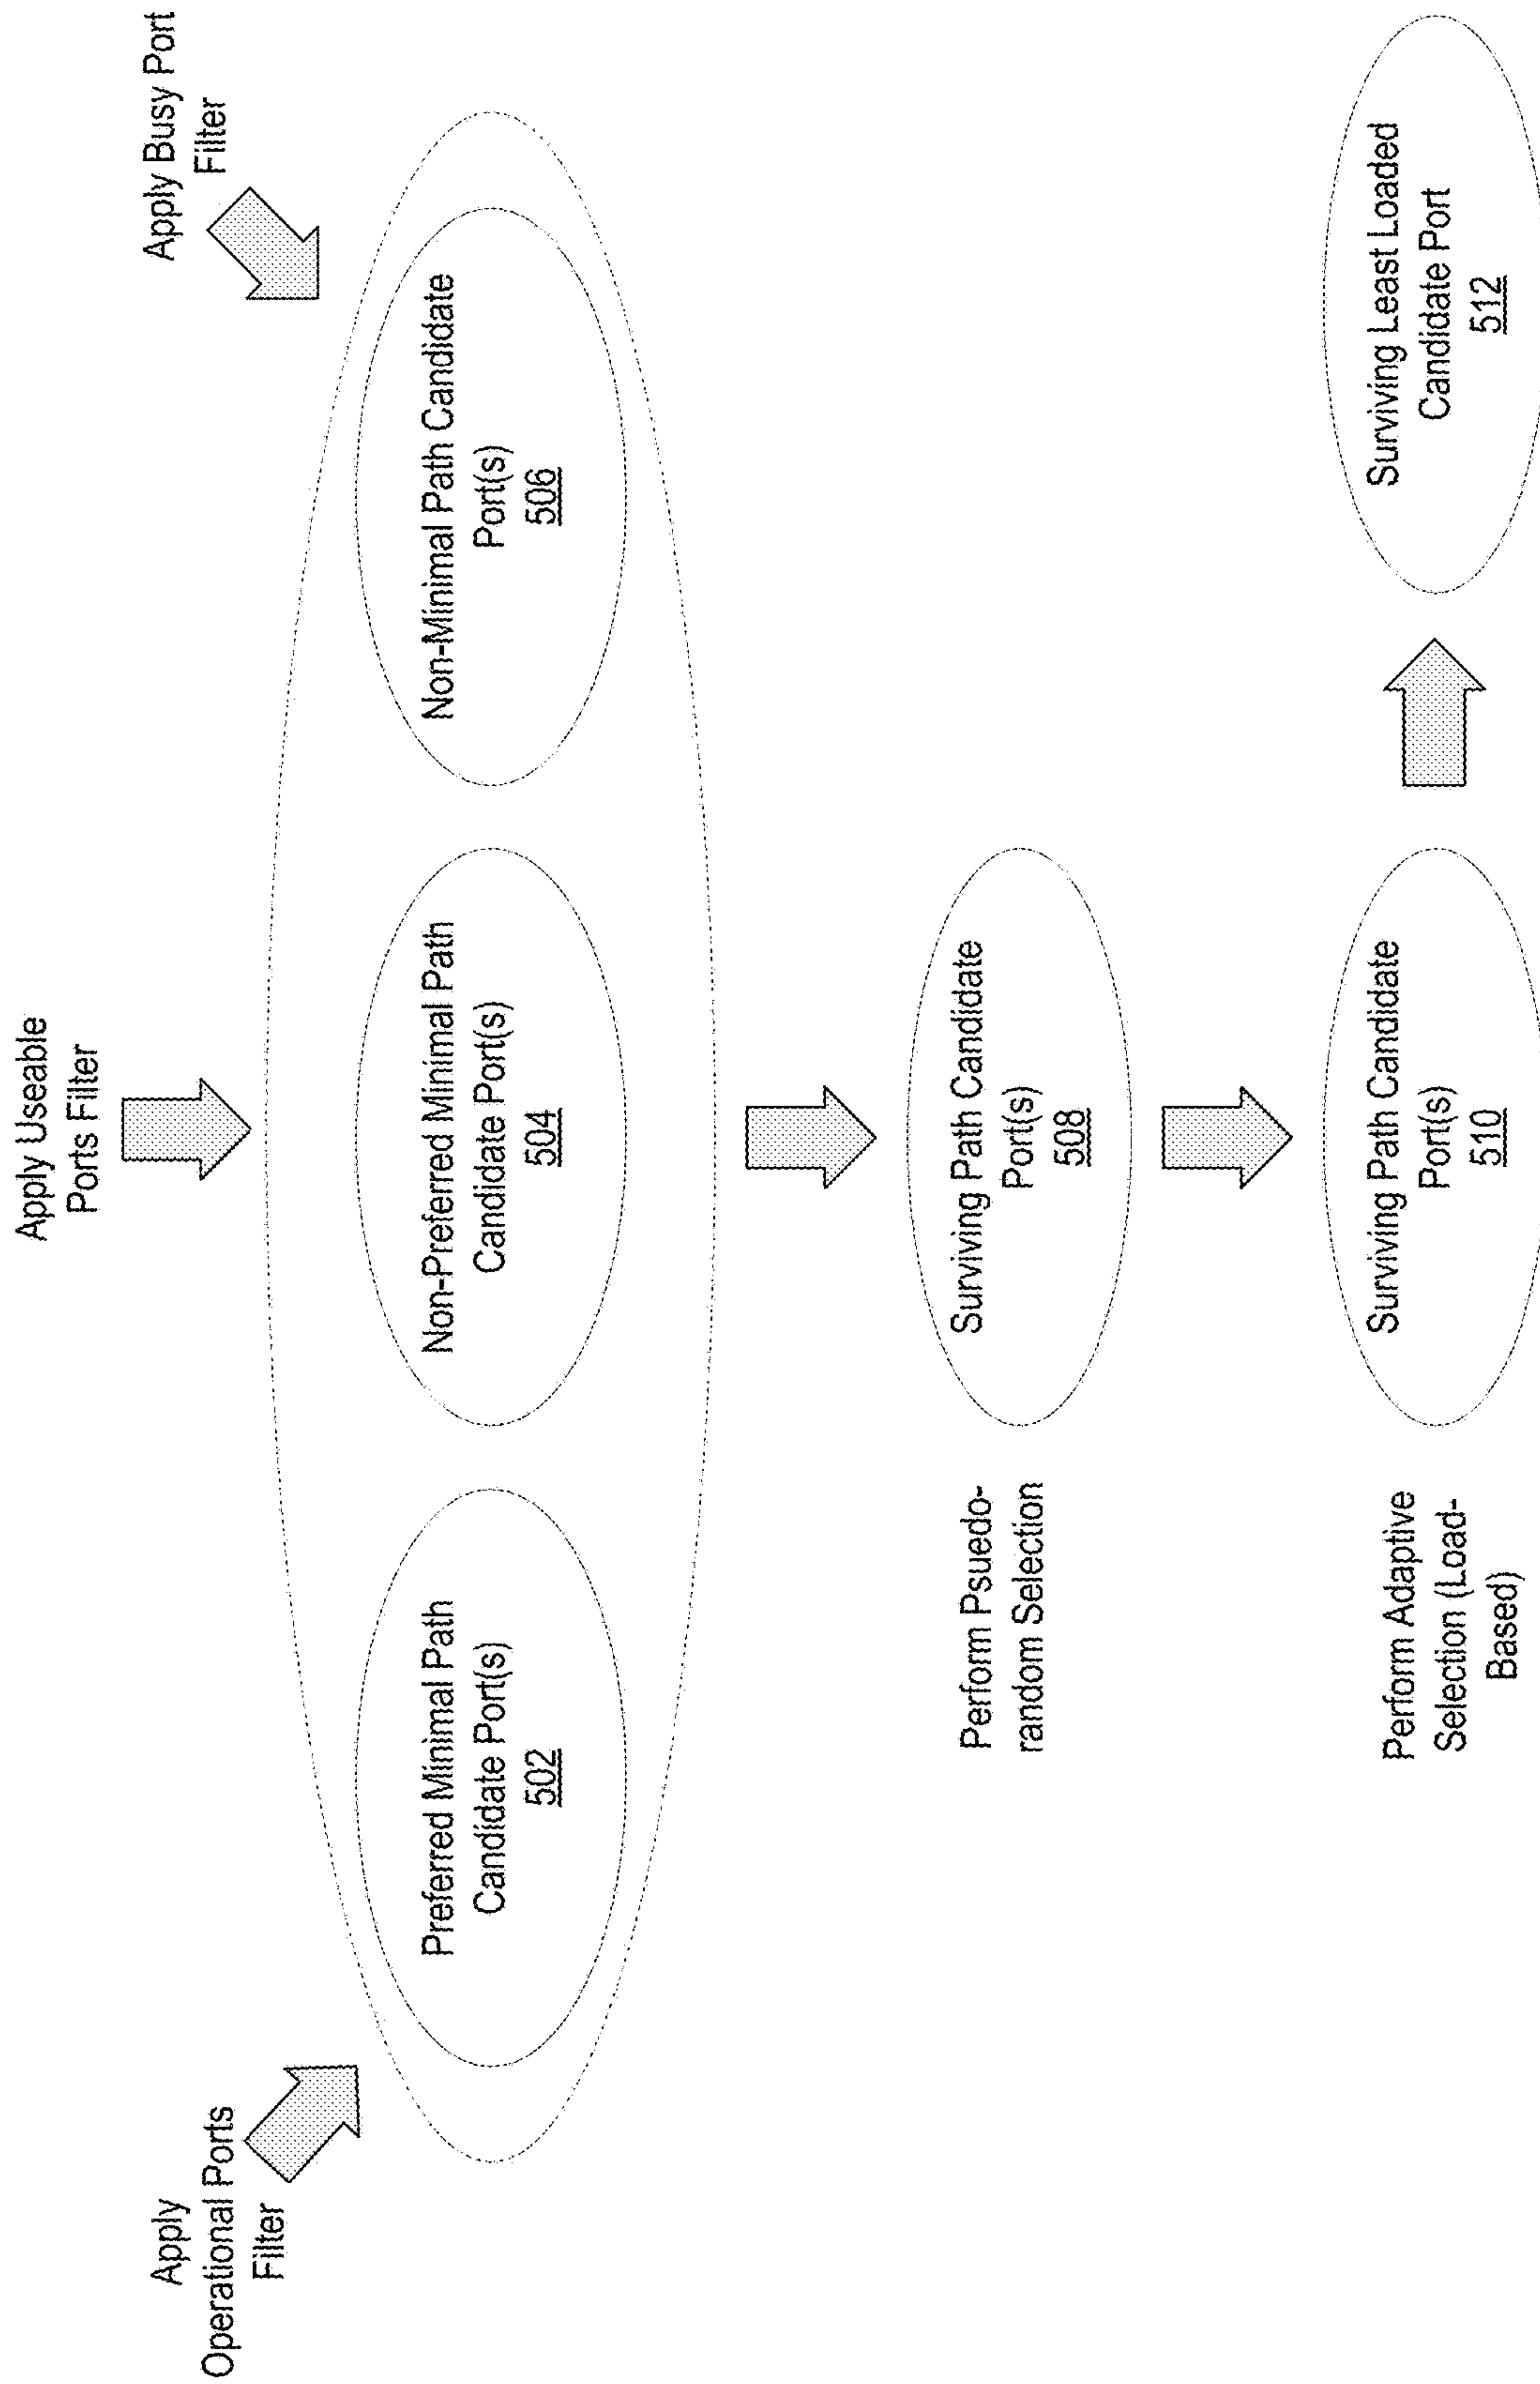 Apply
Operational Ports
Filter
Apply Useable
Ports Filter
Apply Busy Port
Filter
Preferred Minimal Path
Candidate Port(s)
502
Non-Preferred Minimal Path
Candidate Port(s)
504
Non-Minimal Path Candidate
Port(s)
506
Perform Psuedo-
random Selection
Surviving Path Candidate
Port(s)
508
Perform Adaptive
Selection (Load-
Based)
Surviving Path Candidate
Port(s)
510
Surviving Least Loaded
Candidate Port
512